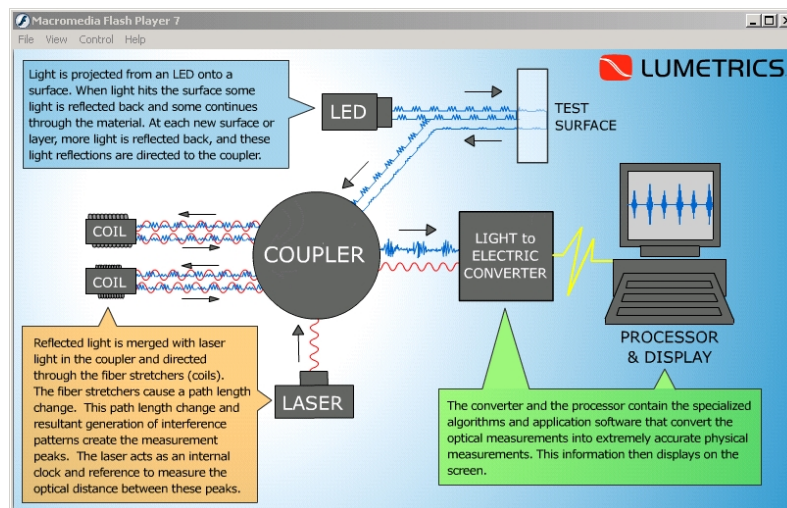 Macromedia Flash Player 7
File View Control Help
Light is projected from an LED onto a
surface. When light hits the surface some
light is reflected back and some continues
through the material. At each new surface or
layer, more light is reflected back, and these
light reflections are directed to the coupler.
LUMETRICS
LED
TEST
SURFACE
COIL
COIL
COUPLER
LIGHT to
ELECTRIC
CONVERTER
PROCESSOR
& DISPLAY
LASER
Reflected light is merged with laser
light in the coupler and directed
through the fiber stretchers (coils).
The fiber stretchers cause a path length
change. This path length change and
resultant generation of interference
patterns create the measurement
peaks. The laser acts as an internal
clock and reference to measure the
optical distance between these peaks.
The converter and the processor contain the specialized
algorithms and application software that convert the
optical measurements into extremely accurate physical
measurements. This information then displays on the
screen.